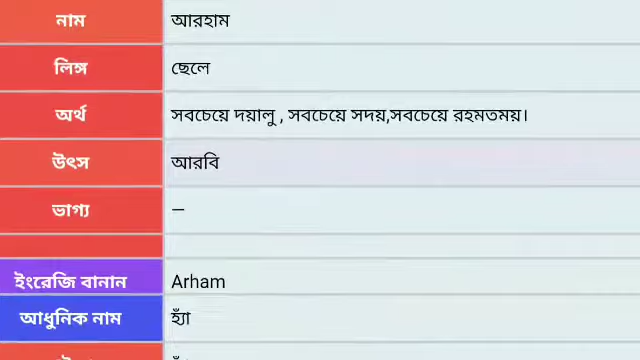 নাম আরহাম
লিঙ্গ ছেলে
অর্থ সবচেয়ে দয়ালু , সবচেয়ে সদয়,সবচেয়ে রহমতময়।
উৎস আরবি
ভাগ্য –
ইংরেজি বানান Arham
আধুনিক নাম হ্যাঁ